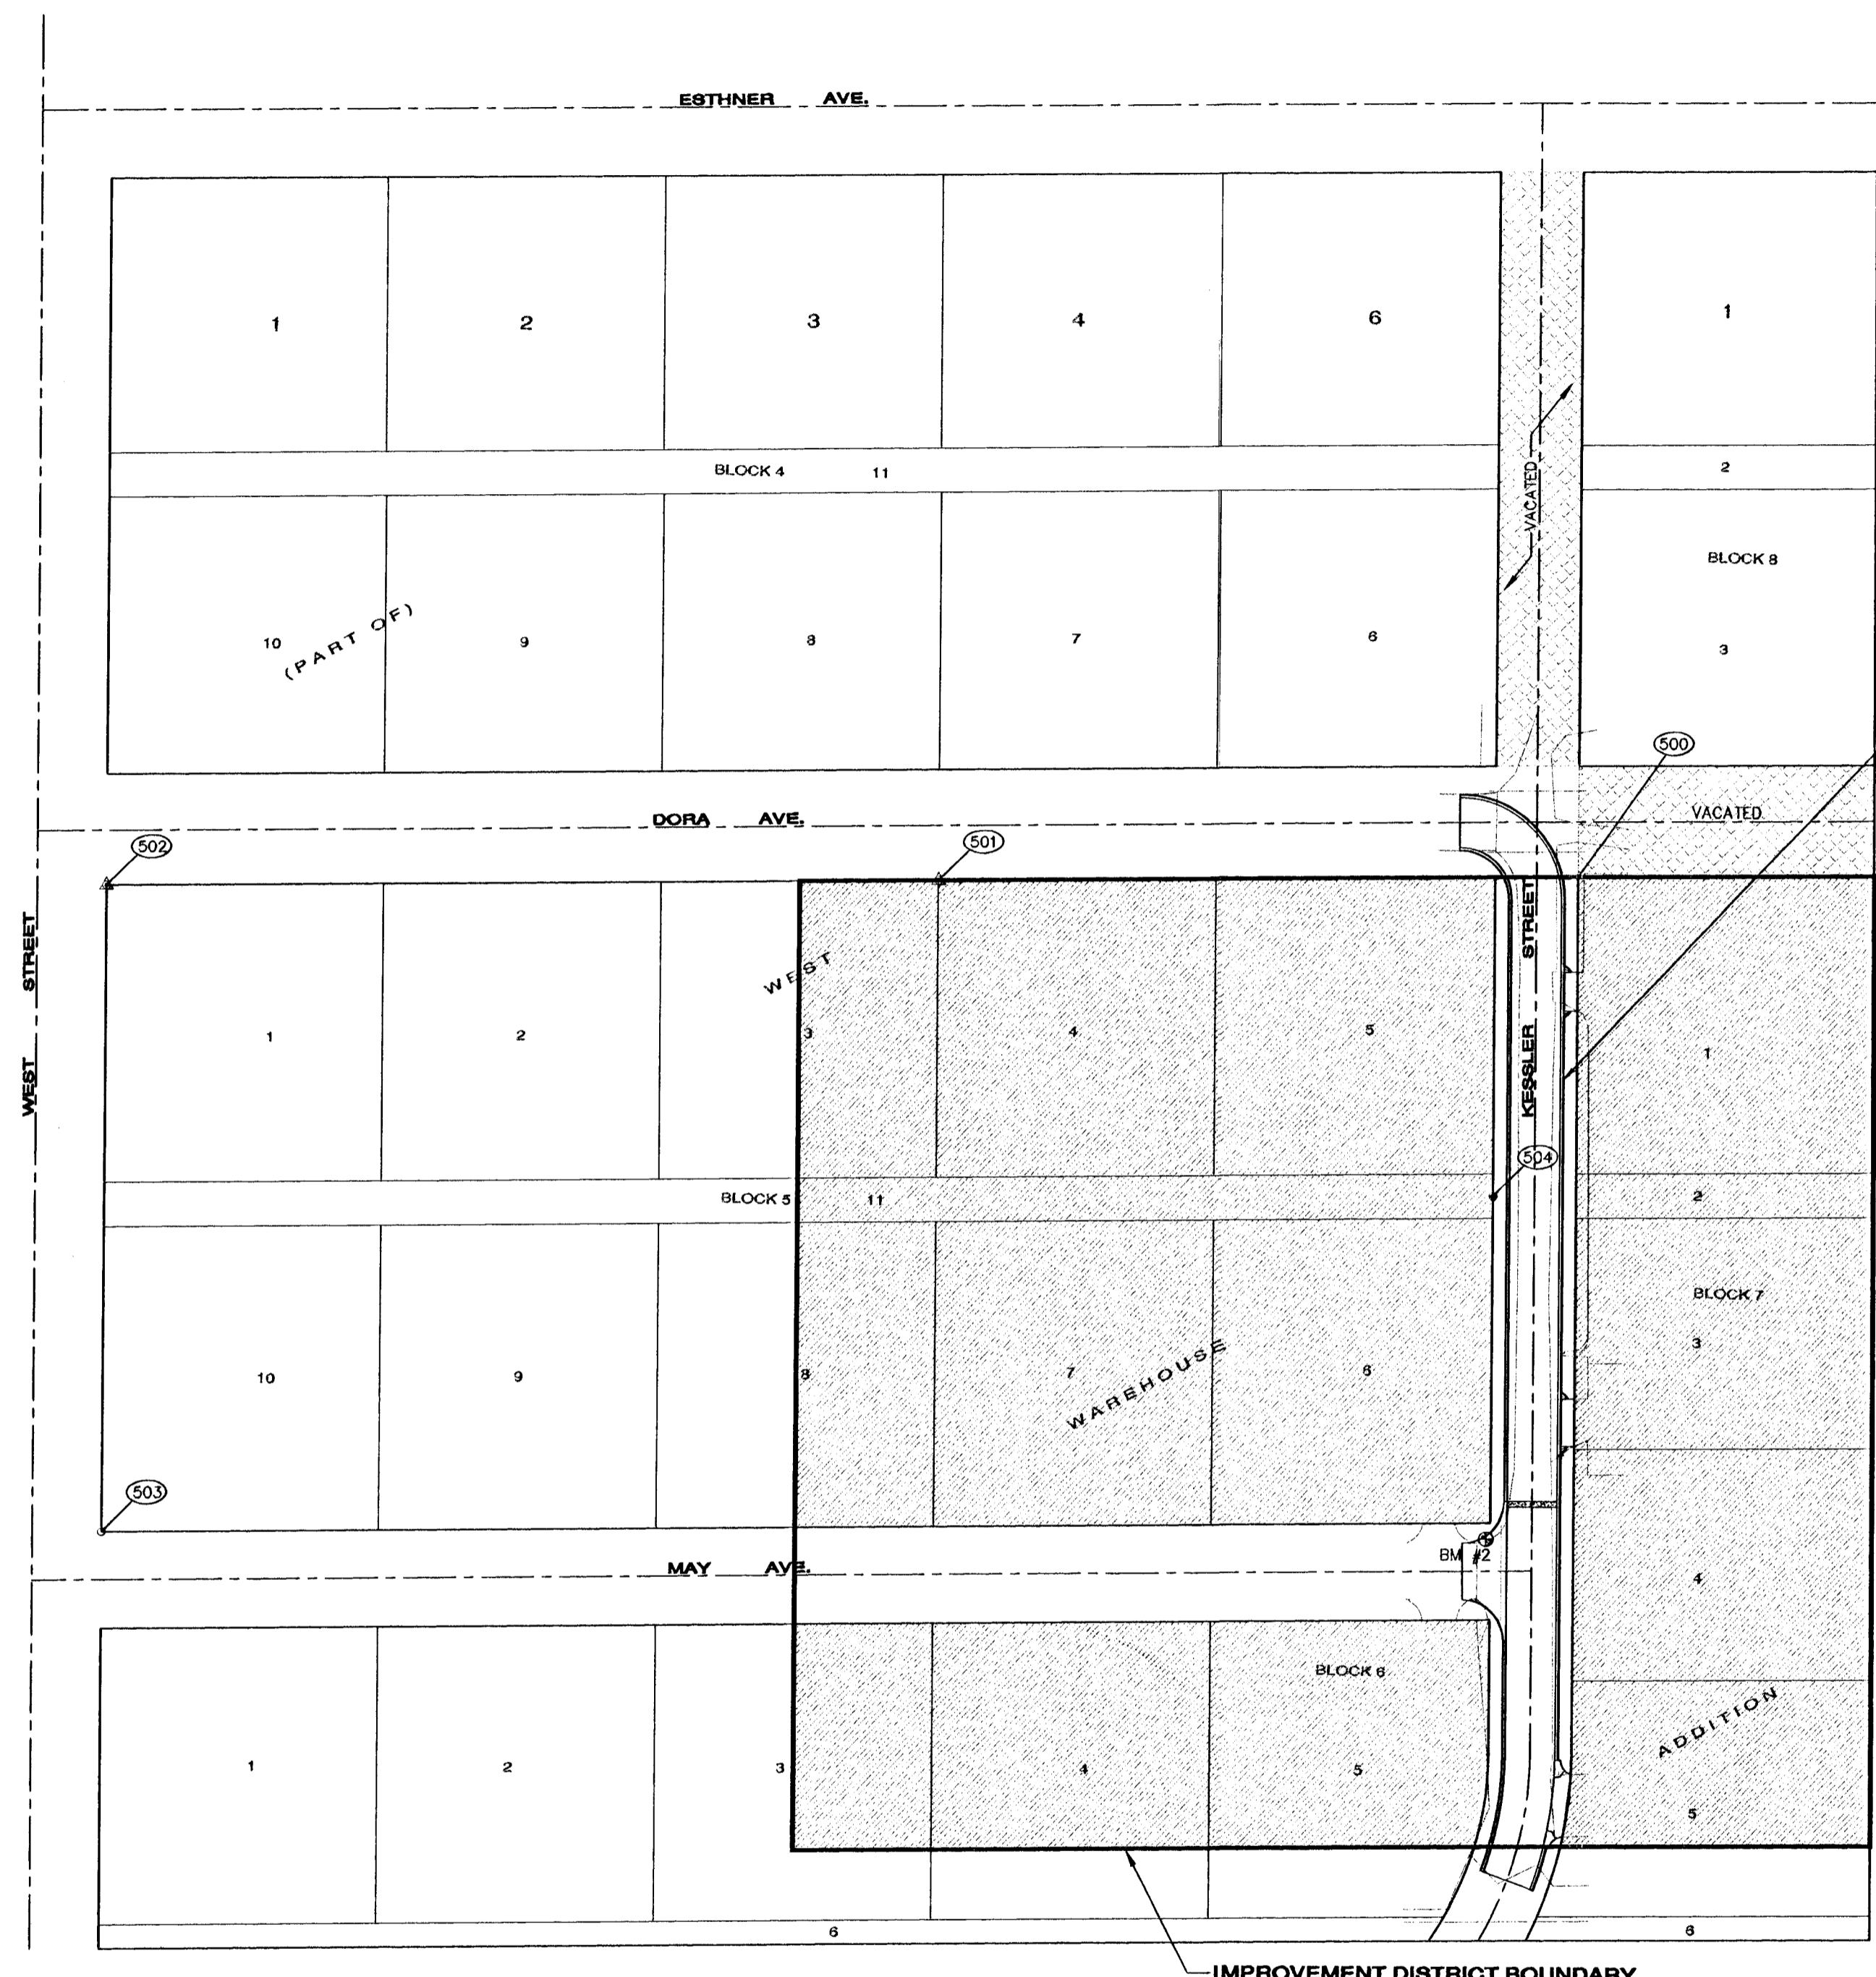 ESTHNER AVE.
1 2 3 4 6 1
VACATED
BLOCK 4 11 2
BLOCK 8
10 (PART OF) 9 8 7 6 3
500
VACATED
DORA AVE.
502 501
WEST STREET
KESSLER STREET
WEST
1 2 3 4 5 1
504
BLOCK 5 11 2
BLOCK 7
10 9 8 7 6 3
WAREHOUSE
503
BM #2
MAY AVE.
4
BLOCK 6
ADDITION
1 2 3 4 5 5
6 6
IMPROVEMENT DISTRICT BOUNDARY